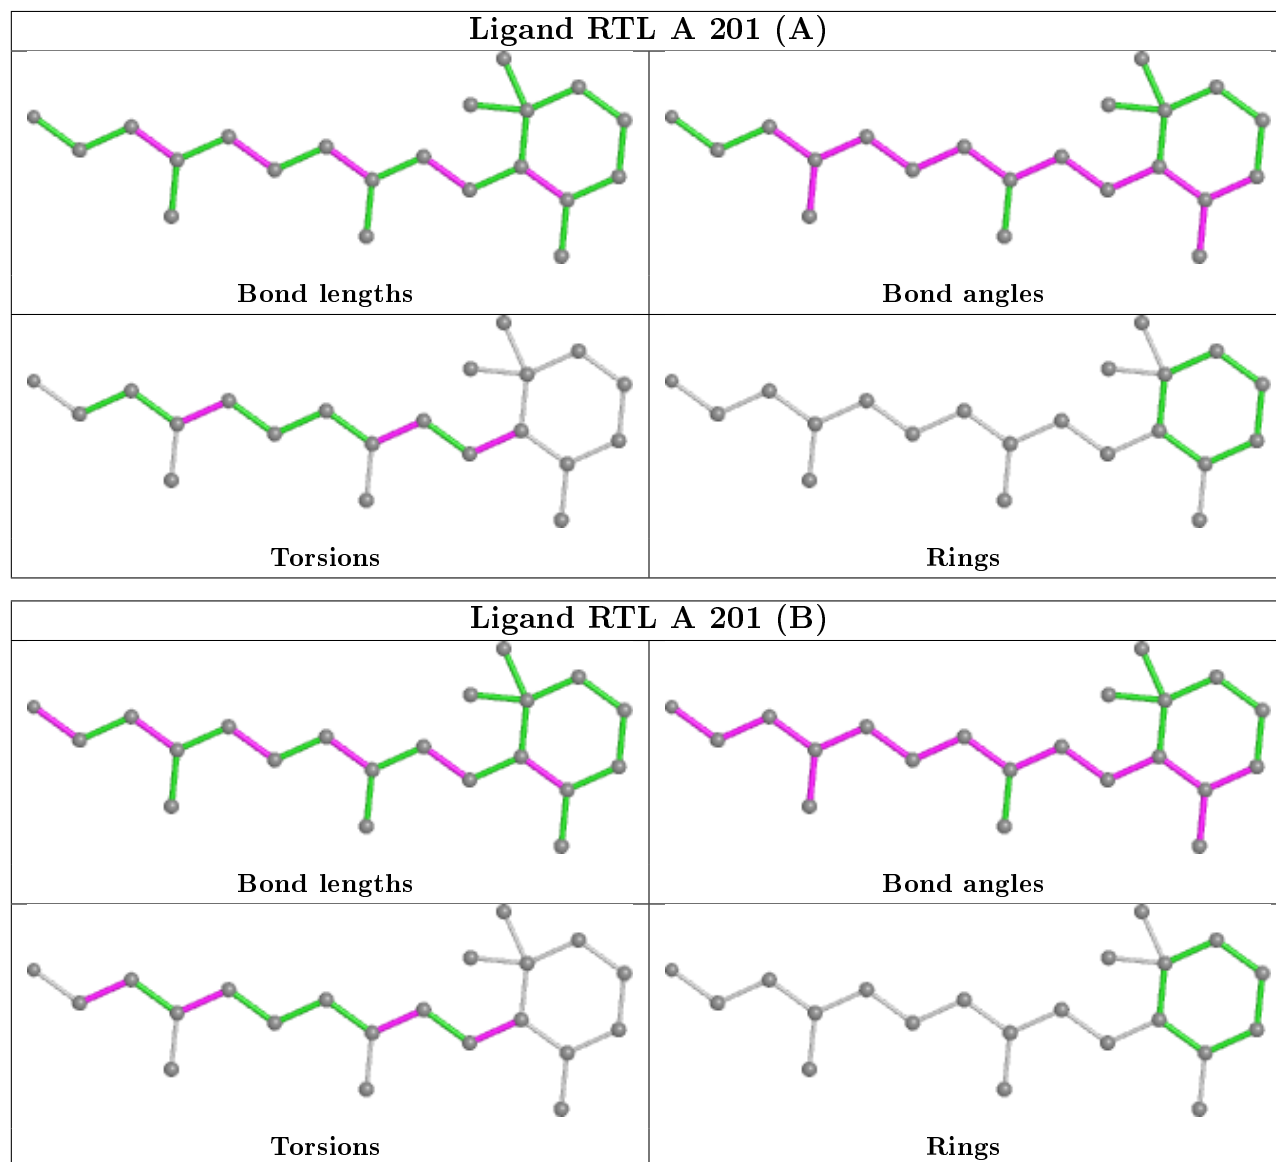 Ligand RTL A 201 (A)
Bond lengths
Bond angles
Torsions
Rings
Ligand RTL A 201 (B)
Bond lengths
Bond angles
Torsions
Rings